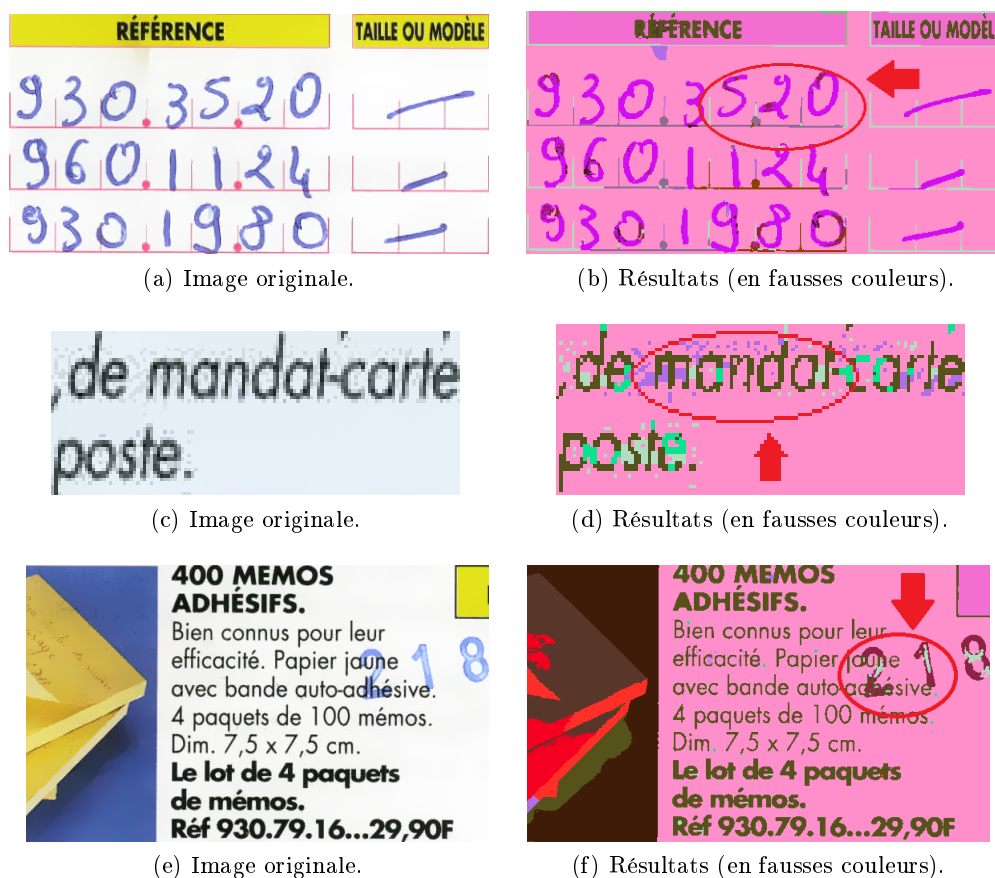 RÉFÉRENCE TAILLE OU MODÈLE
930.3520
960.1124
930.1980
(a) Image originale.
RÉFÉRENCE TAILLE OU MODÈL
930.3520
960.1124
930.1980
(b) Résultats (en fausses couleurs).
,de mandat-carte
poste.
(c) Image originale.
,de mandat-carte
poste.
(d) Résultats (en fausses couleurs).
400 MEMOS
ADHÉSIFS.
Bien connus pour leur
efficacité. Papier jaune
avec bande auto-adhésive.
4 paquets de 100 mémos.
Dim. 7,5 x 7,5 cm.
Le lot de 4 paquets
de mémos.
Réf 930.79.16...29,90F
218
(e) Image originale.
400 MEMOS
ADHÉSIFS.
Bien connus pour leur
efficacité. Papier jaune
avec bande auto-adhésive.
4 paquets de 100 mémos.
Dim. 7,5 x 7,5 cm.
Le lot de 4 paquets
de mémos.
Réf 930.79.16...29,90F
218
(f) Résultats (en fausses couleurs).